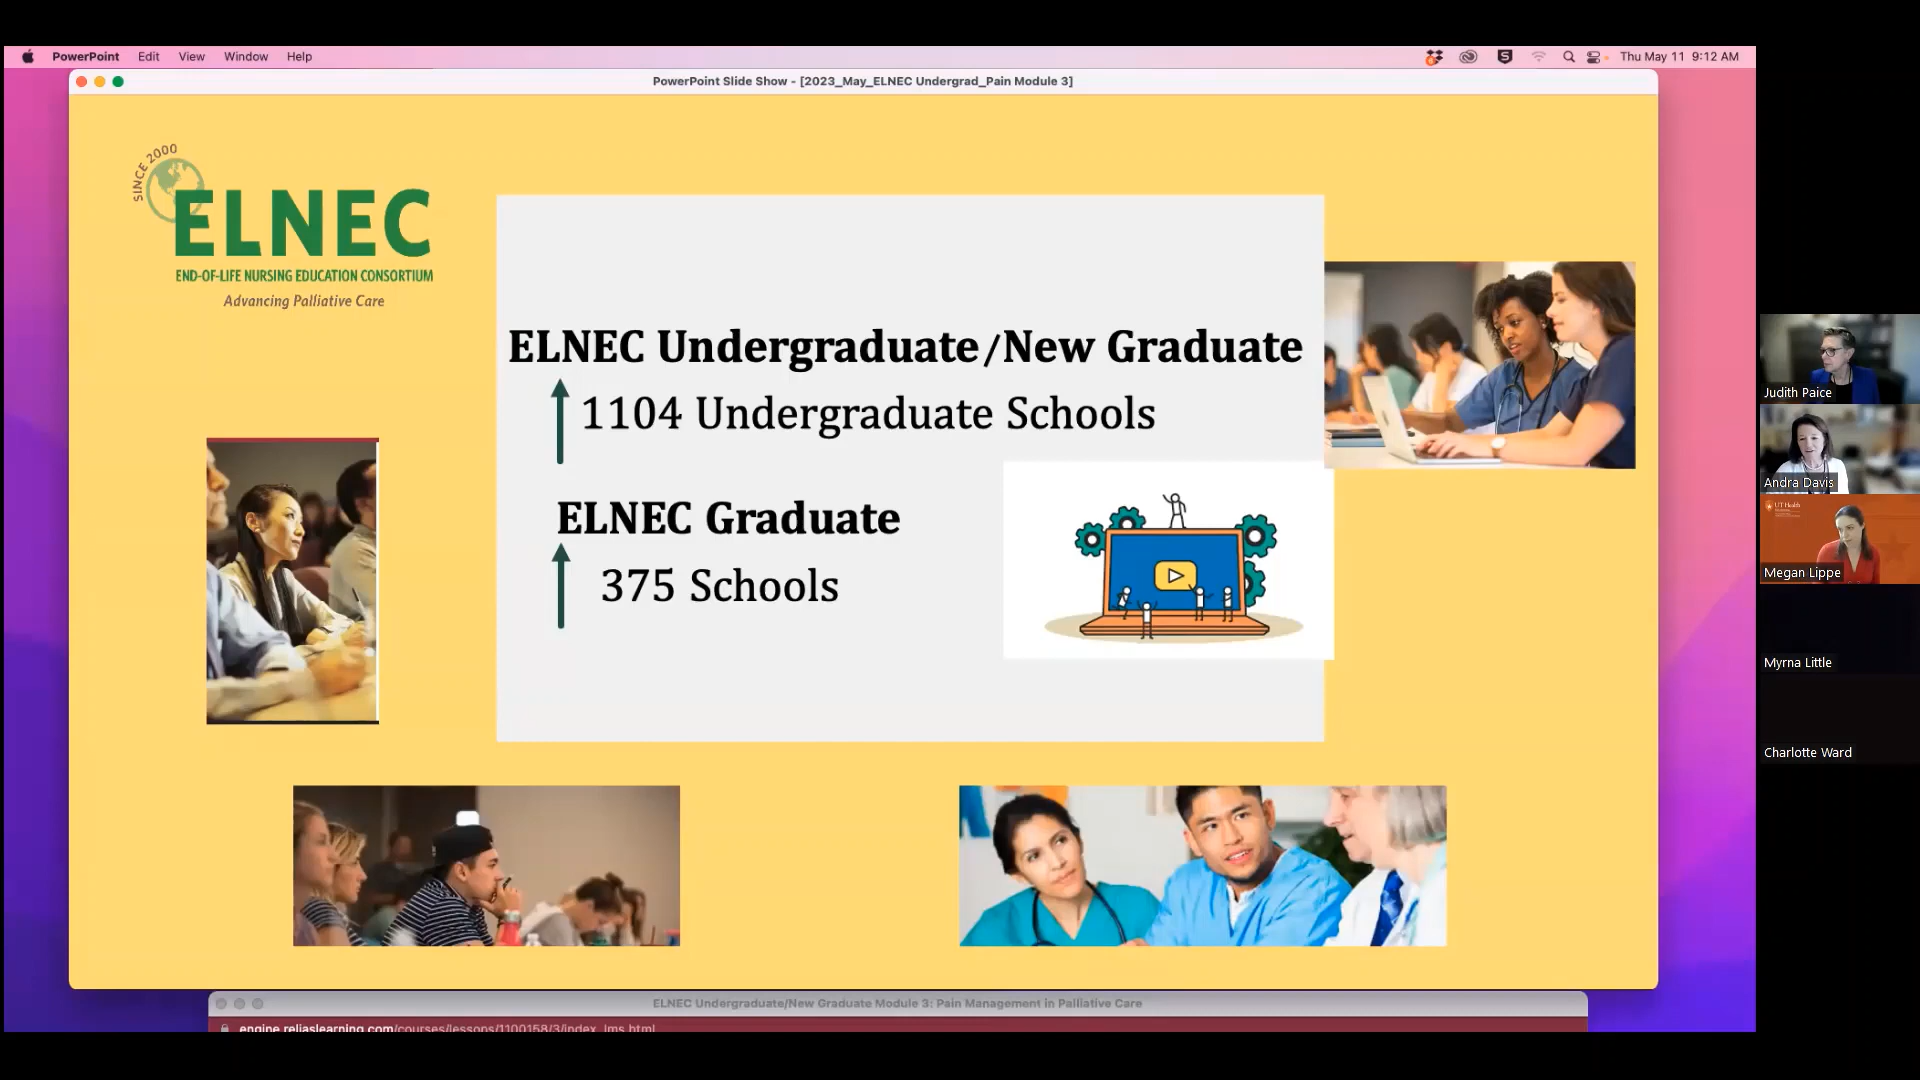 PowerPoint Edit View Window Help
Thu May 11 9:12 AM
PowerPoint Slide Show - [2023_May_ELNEC Undergrad_Pain Module 3]
SINCE 2000
ELNEC
END-OF-LIFE NURSING EDUCATION CONSORTIUM
Advancing Palliative Care
ELNEC Undergraduate/New Graduate
1104 Undergraduate Schools
ELNEC Graduate
375 Schools
Judith Paice
Andra Davis
UT Health
Megan Lippe
Myrna Little
Charlotte Ward
ELNEC Undergraduate/New Graduate Module 3: Pain Management in Palliative Care
engine.reliaslearning.com/courses/lessons/1100158/3/index_lms.html